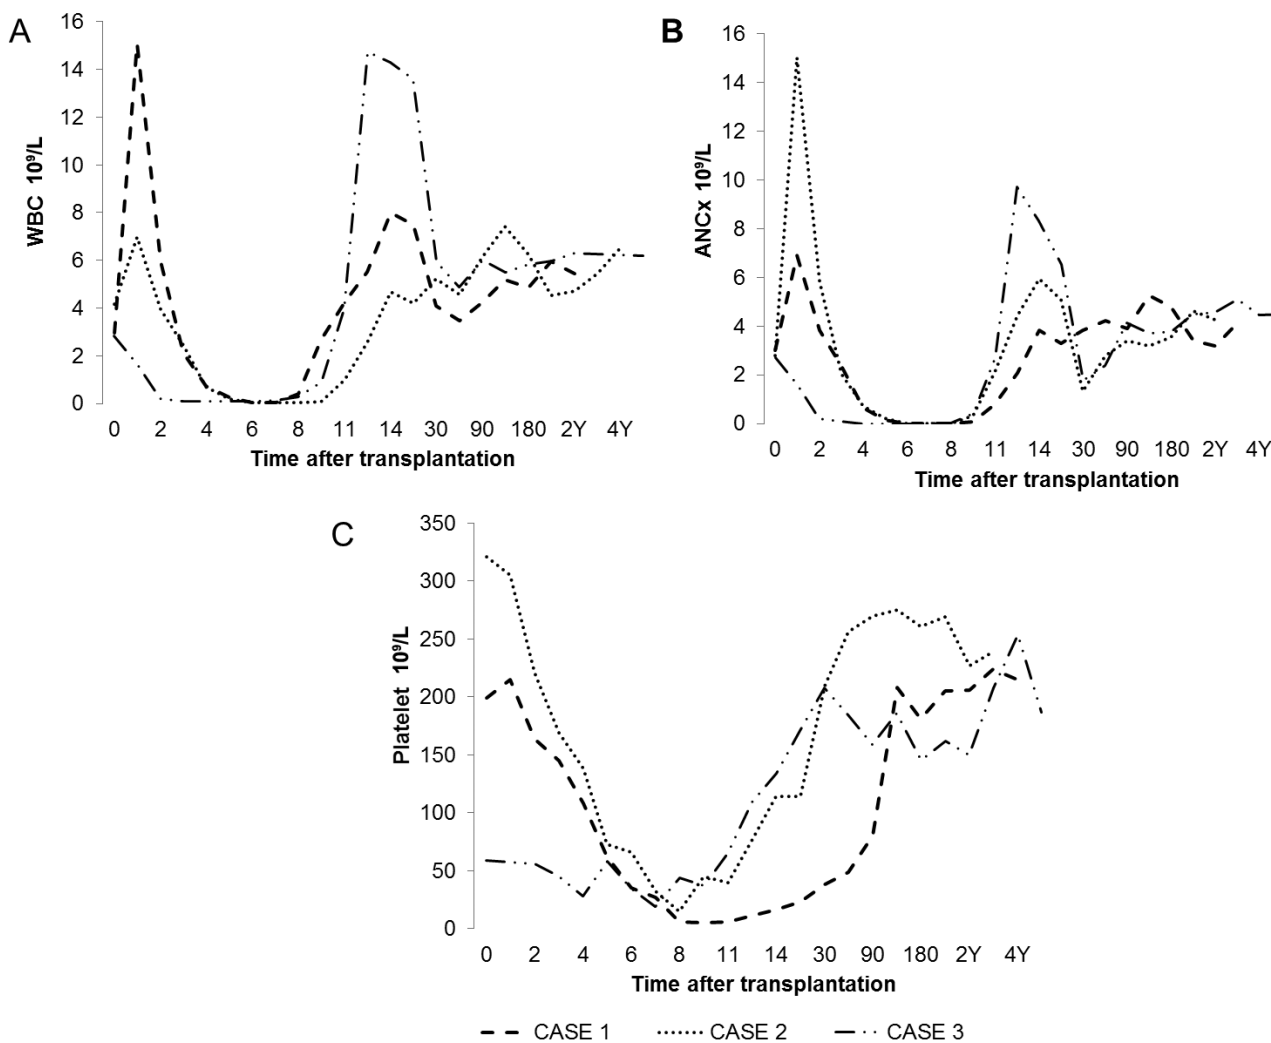 A
WBC 10⁹/L
16
14
12
10
8
6
4
2
0
0 2 4 6 8 11 14 30 90 180 2Y 4Y
Time after transplantation
B
ANCx 10⁹/L
16
14
12
10
8
6
4
2
0
0 2 4 6 8 11 14 30 90 180 2Y 4Y
Time after transplantation
C
Platelet 10⁹/L
350
300
250
200
150
100
50
0
0 2 4 6 8 11 14 30 90 180 2Y 4Y
Time after transplantation
CASE 1 CASE 2 CASE 3